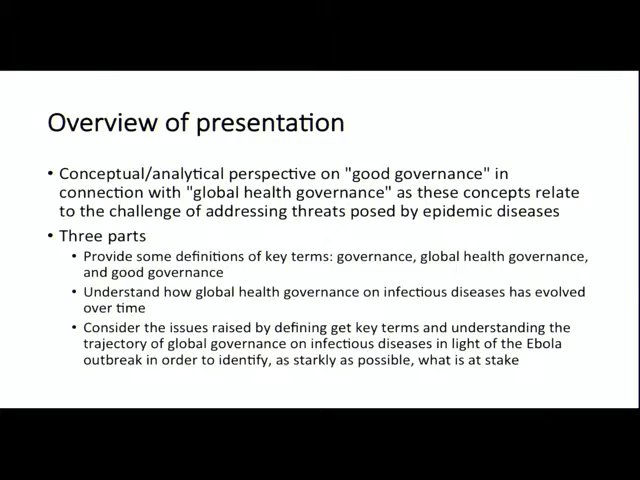 Overview of presentation
• Conceptual/analytical perspective on "good governance" in
connection with "global health governance" as these concepts relate
to the challenge of addressing threats posed by epidemic diseases
• Three parts
• Provide some definitions of key terms: governance, global health governance,
and good governance
• Understand how global health governance on infectious diseases has evolved
over time
• Consider the issues raised by defining get key terms and understanding the
trajectory of global governance on infectious diseases in light of the Ebola
outbreak in order to identify, as starkly as possible, what is at stake